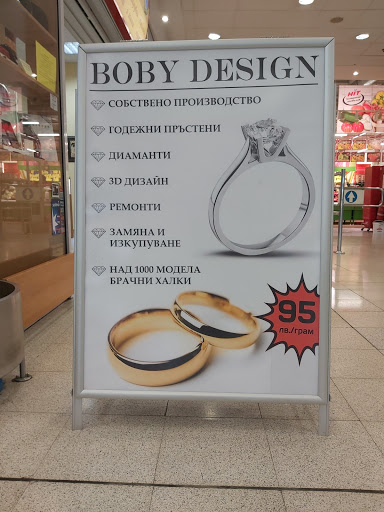 BOBY DESIGN
СОБСТВЕНО ПРОИЗВОДСТВО
ГОДЕЖНИ ПРЪСТЕНИ
ДИАМАНТИ
3D ДИЗАЙН
РЕМОНТИ
ЗАМЯНА И
ИЗКУПУВАНЕ
НАД 1000 МОДЕЛА
БРАЧНИ ХАЛКИ
95
лв./грам
HIT